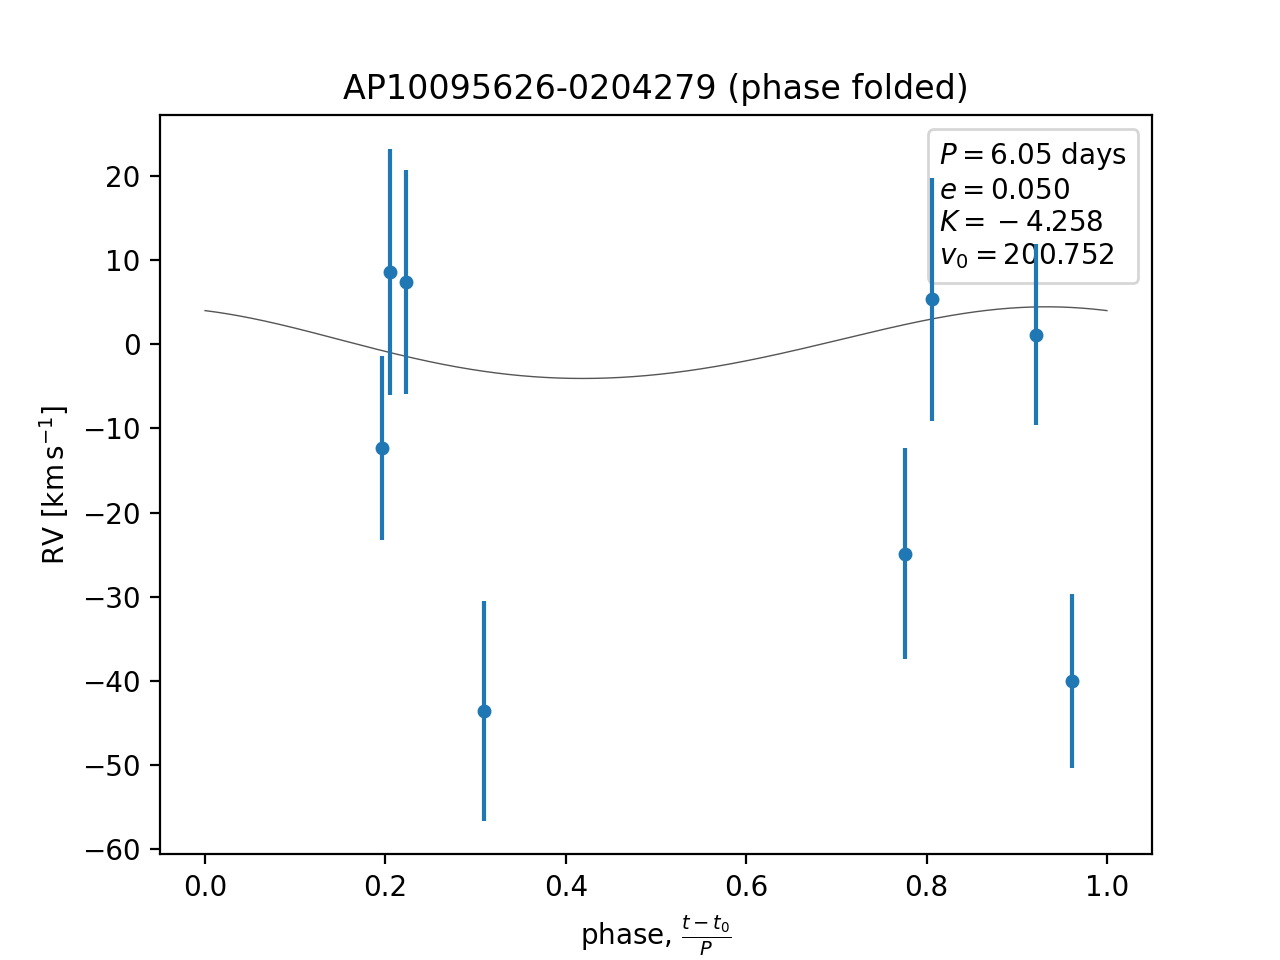 AP10095626-0204279 (phase folded)
P = 6.05 days
e = 0.050
K = −4.258
v₀ = 200.752
20
10
0
−10
−20
−30
−40
−50
−60
RV [km s⁻¹]
0.0 0.2 0.4 0.6 0.8 1.0
phase, (t − t₀)/P